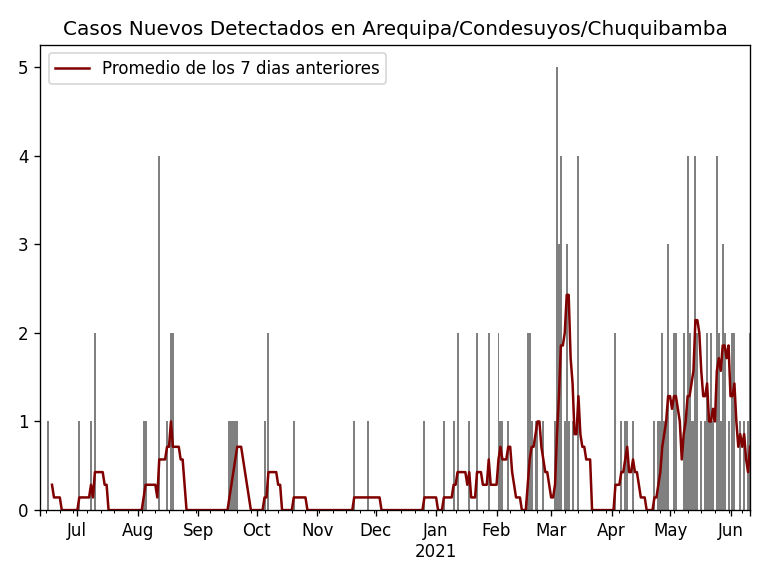 Casos Nuevos Detectados en Arequipa/Condesuyos/Chuquibamba
Promedio de los 7 dias anteriores
5
4
3
2
1
0
Jul Aug Sep Oct Nov Dec Jan Feb Mar Apr May Jun
2021